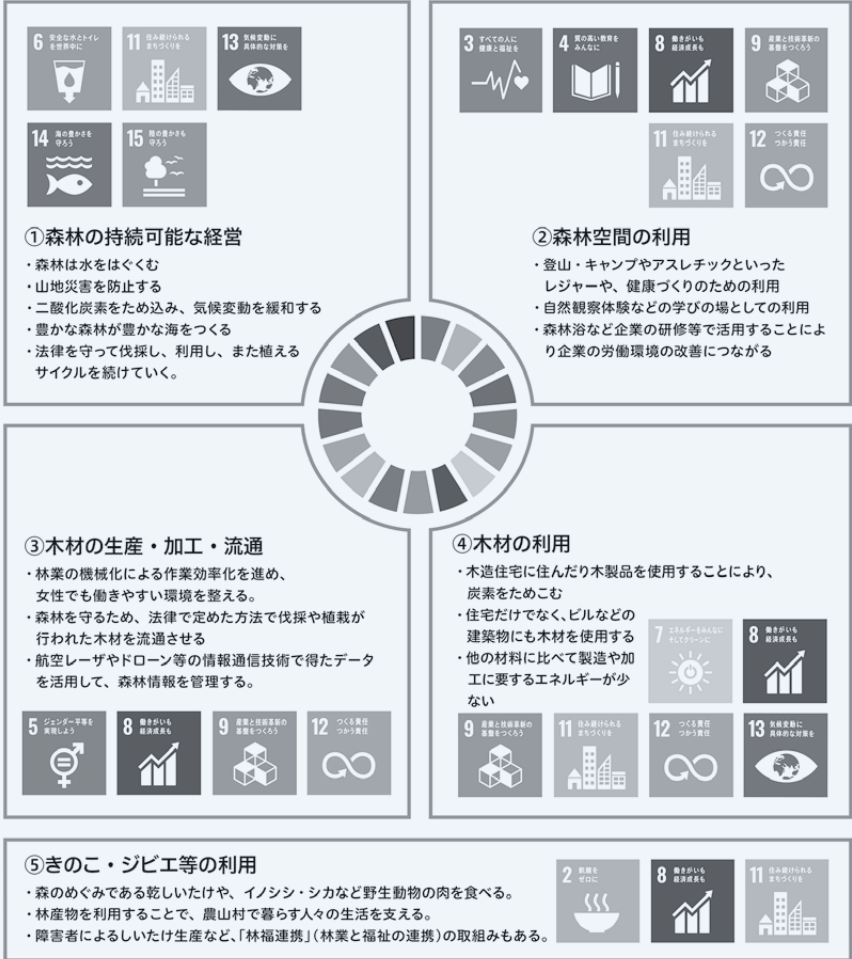 6 安全な水とトイレ
を世界中に
11 住み続けられる
まちづくりを
13 気候変動に
具体的な対策を
14 海の豊かさを
守ろう
15 陸の豊かさも
守ろう
①森林の持続可能な経営
・森林は水をはぐくむ
・山地災害を防止する
・二酸化炭素をため込み、気候変動を緩和する
・豊かな森林が豊かな海をつくる
・法律を守って伐採し、利用し、また植える
サイクルを続けていく。
3 すべての人に
健康と福祉を
4 質の高い教育を
みんなに
8 働きがいも
経済成長も
9 産業と技術革新の
基盤をつくろう
11 住み続けられる
まちづくりを
12 つくる責任
つかう責任
②森林空間の利用
・登山・キャンプやアスレチックといった
レジャーや、健康づくりのための利用
・自然観察体験などの学びの場としての利用
・森林浴など企業の研修等で活用することによ
り企業の労働環境の改善につながる
③木材の生産・加工・流通
・林業の機械化による作業効率化を進め、
女性でも働きやすい環境を整える。
・森林を守るため、法律で定めた方法で伐採や植栽が
行われた木材を流通させる
・航空レーザやドローン等の情報通信技術で得たデータ
を活用して、森林情報を管理する。
5 ジェンダー平等を
実現しよう
8 働きがいも
経済成長も
9 産業と技術革新の
基盤をつくろう
12 つくる責任
つかう責任
④木材の利用
・木造住宅に住んだり木製品を使用することにより、
炭素をためこむ
・住宅だけでなく、ビルなどの
建築物にも木材を使用する
・他の材料に比べて製造や加
工に要するエネルギーが少
ない
7 エネルギーをみんなに
そしてクリーンに
8 働きがいも
経済成長も
9 産業と技術革新の
基盤をつくろう
11 住み続けられる
まちづくりを
12 つくる責任
つかう責任
13 気候変動に
具体的な対策を
⑤きのこ・ジビエ等の利用
・森のめぐみである乾しいたけや、イノシシ・シカなど野生動物の肉を食べる。
・林産物を利用することで、農山村で暮らす人々の生活を支える。
・障害者によるしいたけ生産など、「林福連携」(林業と福祉の連携)の取組みもある。
2 飢餓を
ゼロに
8 働きがいも
経済成長も
11 住み続けられる
まちづくりを